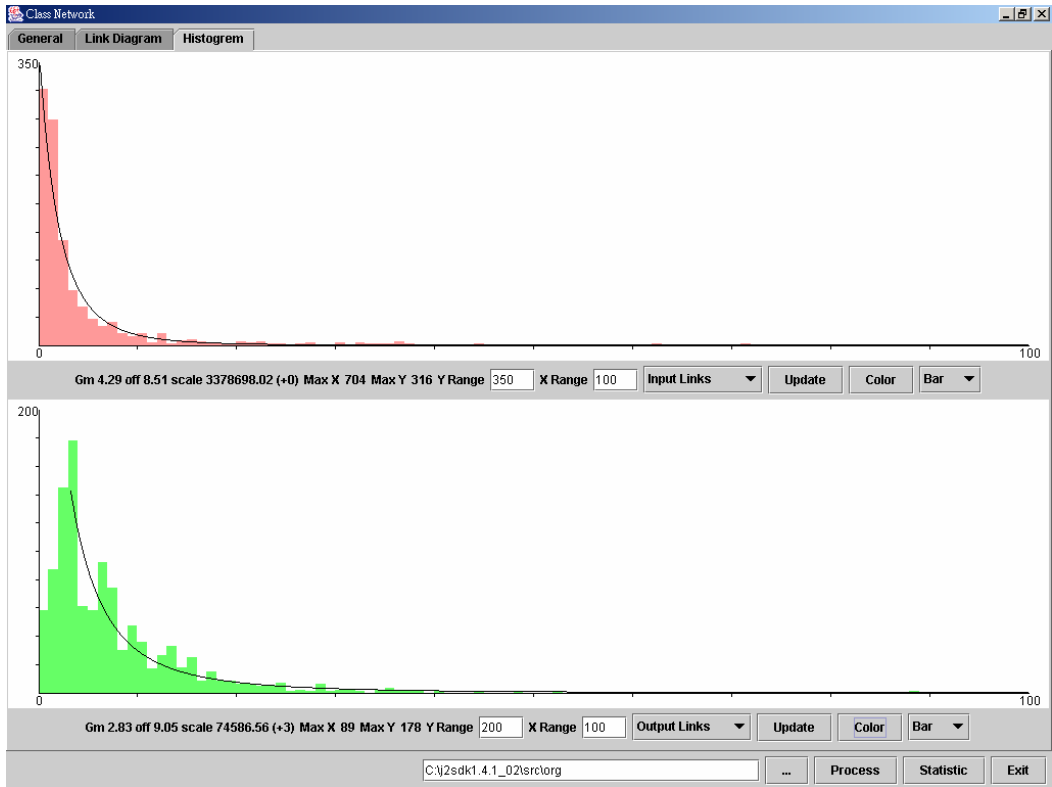 Class Network
General Link Diagram Histogrem
350
0 100
Gm 4.29 off 8.51 scale 3378698.02 (+0) Max X 704 Max Y 316 Y Range 350 X Range 100 Input Links Update Color Bar
200
0 100
Gm 2.83 off 9.05 scale 74586.56 (+3) Max X 89 Max Y 178 Y Range 200 X Range 100 Output Links Update Color Bar
C:\j2sdk1.4.1_02\src\org ... Process Statistic Exit